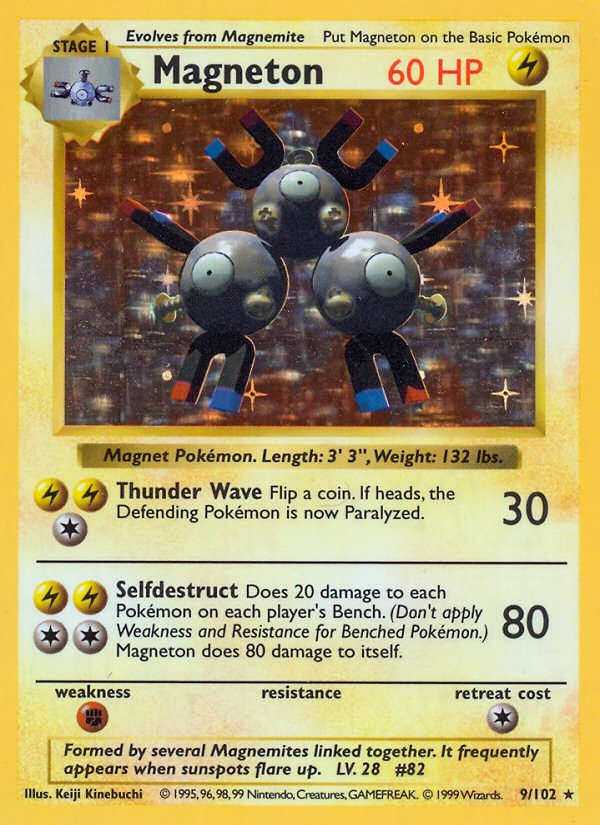 Evolves from Magnemite Put Magneton on the Basic Pokémon
STAGE 1
Magneton 60 HP
Magnet Pokémon. Length: 3' 3", Weight: 132 lbs.
Thunder Wave Flip a coin. If heads, the
Defending Pokémon is now Paralyzed.
30
Selfdestruct Does 20 damage to each
Pokémon on each player's Bench. (Don't apply
Weakness and Resistance for Benched Pokémon.)
Magneton does 80 damage to itself.
80
weakness resistance retreat cost
Formed by several Magnemites linked together. It frequently
appears when sunspots flare up. LV. 28 #82
Illus. Keiji Kinebuchi © 1995, 96, 98, 99 Nintendo, Creatures, GAMEFREAK. © 1999 Wizards. 9/102 ★